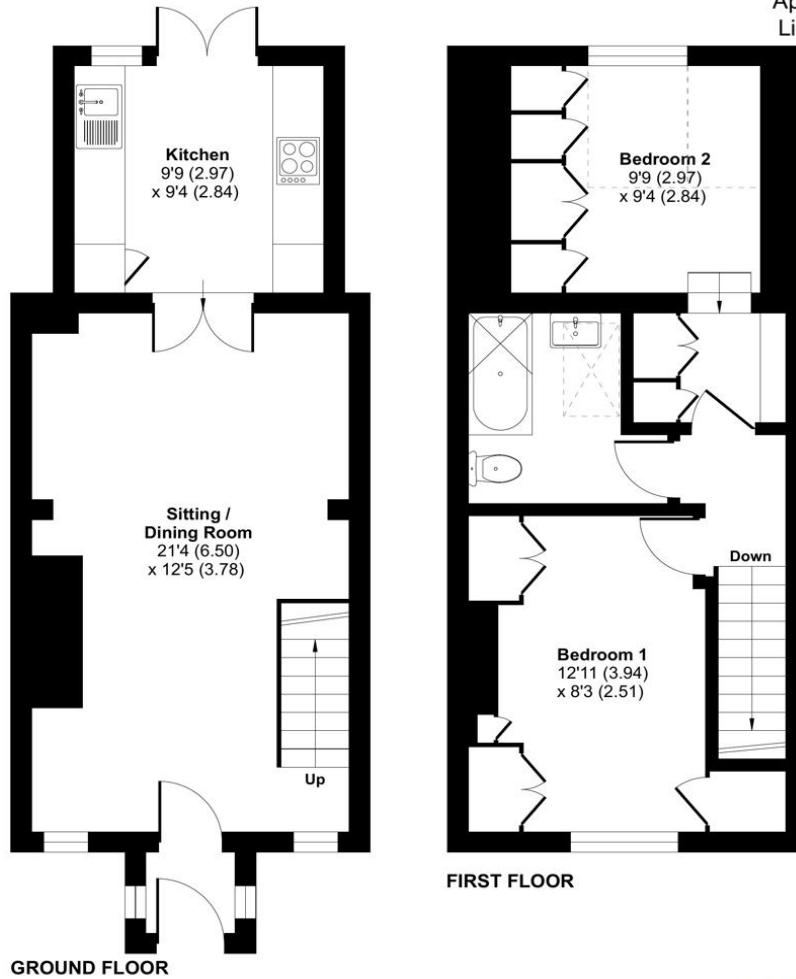 Kitchen
9'9 (2.97)
x 9'4 (2.84)
Sitting /
Dining Room
21'4 (6.50)
x 12'5 (3.78)
Up
GROUND FLOOR
Bedroom 2
9'9 (2.97)
x 9'4 (2.84)
Down
Bedroom 1
12'11 (3.94)
x 8'3 (2.51)
FIRST FLOOR